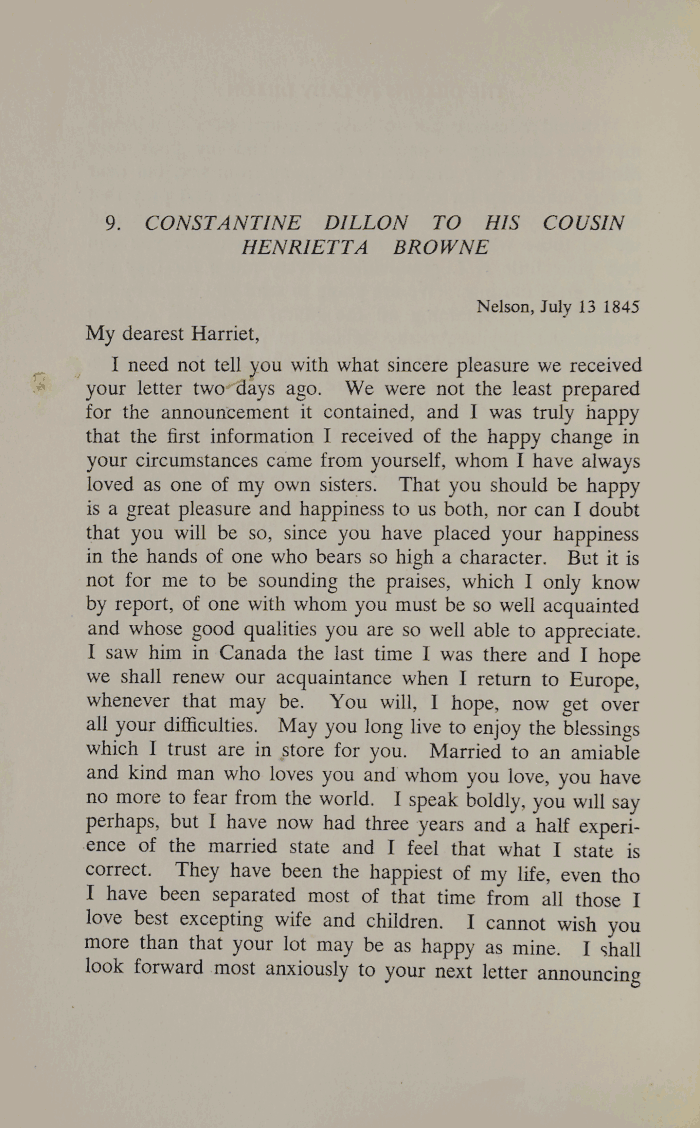 9. CONSTANTINE DILLON TO HIS COUSIN
HENRIETTA BROWNE
Nelson, July 13 1845
My dearest Harriet,
I need not tell you with what sincere pleasure we received
your letter two days ago. We were not the least prepared
for the announcement it contained, and I was truly happy
that the first information I received of the happy change in
your circumstances came from yourself, whom I have always
loved as one of my own sisters. That you should be happy
is a great pleasure and happiness to us both, nor can I doubt
that you will be so, since you have placed your happiness
in the hands of one who bears so high a character. But it is
not for me to be sounding the praises, which I only know
by report, of one with whom you must be so well acquainted
and whose good qualities you are so well able to appreciate.
I saw him in Canada the last time I was there and I hope
we shall renew our acquaintance when I return to Europe,
whenever that may be. You will, I hope, now get over
all your difficulties. May you long live to enjoy the blessings
which I trust are in store for you. Married to an amiable
and kind man who loves you and whom you love, you have
no more to fear from the world. I speak boldly, you will say
perhaps, but I have now had three years and a half experi-
ence of the married state and I feel that what I state is
correct. They have been the happiest of my life, even tho
I have been separated most of that time from all those I
love best excepting wife and children. I cannot wish you
more than that your lot may be as happy as mine. I shall
look forward most anxiously to your next letter announcing